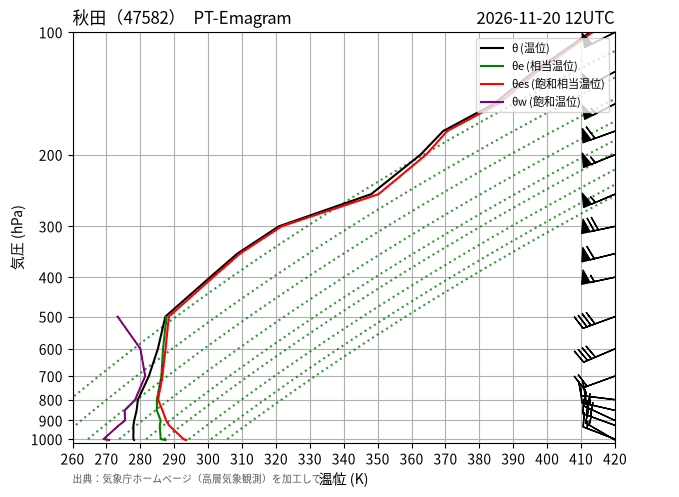 秋田（47582） PT-Emagram
2026-11-20 12UTC
θ (温位)
θe (相当温位)
θes (飽和相当温位)
θw (飽和温位)
気圧 (hPa)
100
200
300
400
500
600
700
800
900
1000
260 270 280 290 300 310 320 330 340 350 360 370 380 390 400 410 420
温位 (K)
出典：気象庁ホームページ（高層気象観測）を加工して